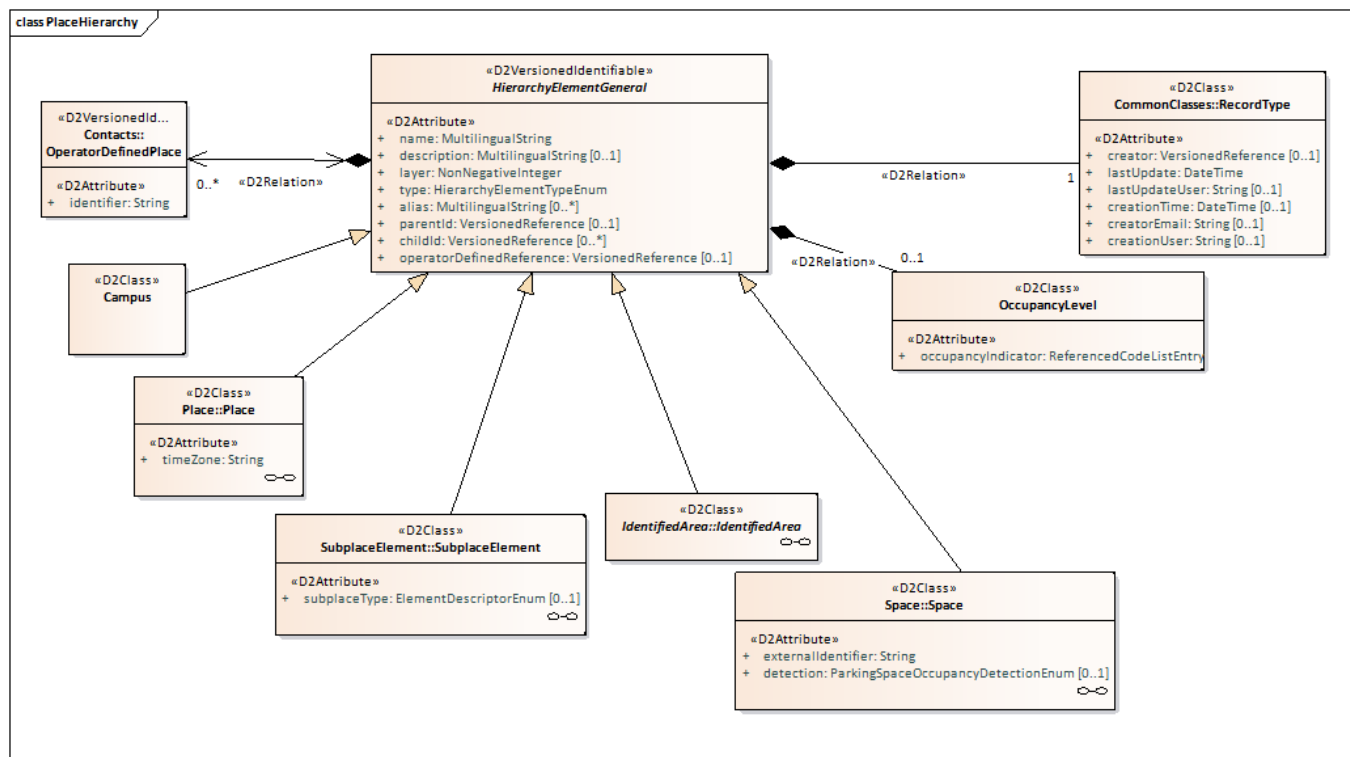 class PlaceHierarchy
«D2VersionedIdentifiable»
HierarchyElementGeneral
«D2Attribute»
+ name: MultilingualString
+ description: MultilingualString [0..1]
+ layer: NonNegativeInteger
+ type: HierarchyElementTypeEnum
+ alias: MultilingualString [0..*]
+ parentId: VersionedReference [0..1]
+ childId: VersionedReference [0..*]
+ operatorDefinedReference: VersionedReference [0..1]
«D2VersionedId...
Contacts::
OperatorDefinedPlace
«D2Attribute»
+ identifier: String
0..*
«D2Relation»
«D2Class»
CommonClasses::RecordType
«D2Attribute»
+ creator: VersionedReference [0..1]
+ lastUpdate: DateTime
+ lastUpdateUser: String [0..1]
+ creationTime: DateTime [0..1]
+ creatorEmail: String [0..1]
+ creationUser: String [0..1]
«D2Relation»
1
«D2Relation»
0..1
«D2Class»
OccupancyLevel
«D2Attribute»
+ occupancyIndicator: ReferencedCodeListEntry
«D2Class»
Campus
«D2Class»
Place::Place
«D2Attribute»
+ timeZone: String
«D2Class»
SubplaceElement::SubplaceElement
«D2Attribute»
+ subplaceType: ElementDescriptorEnum [0..1]
«D2Class»
IdentifiedArea::IdentifiedArea
«D2Class»
Space::Space
«D2Attribute»
+ externalIdentifier: String
+ detection: ParkingSpaceOccupancyDetectionEnum [0..1]